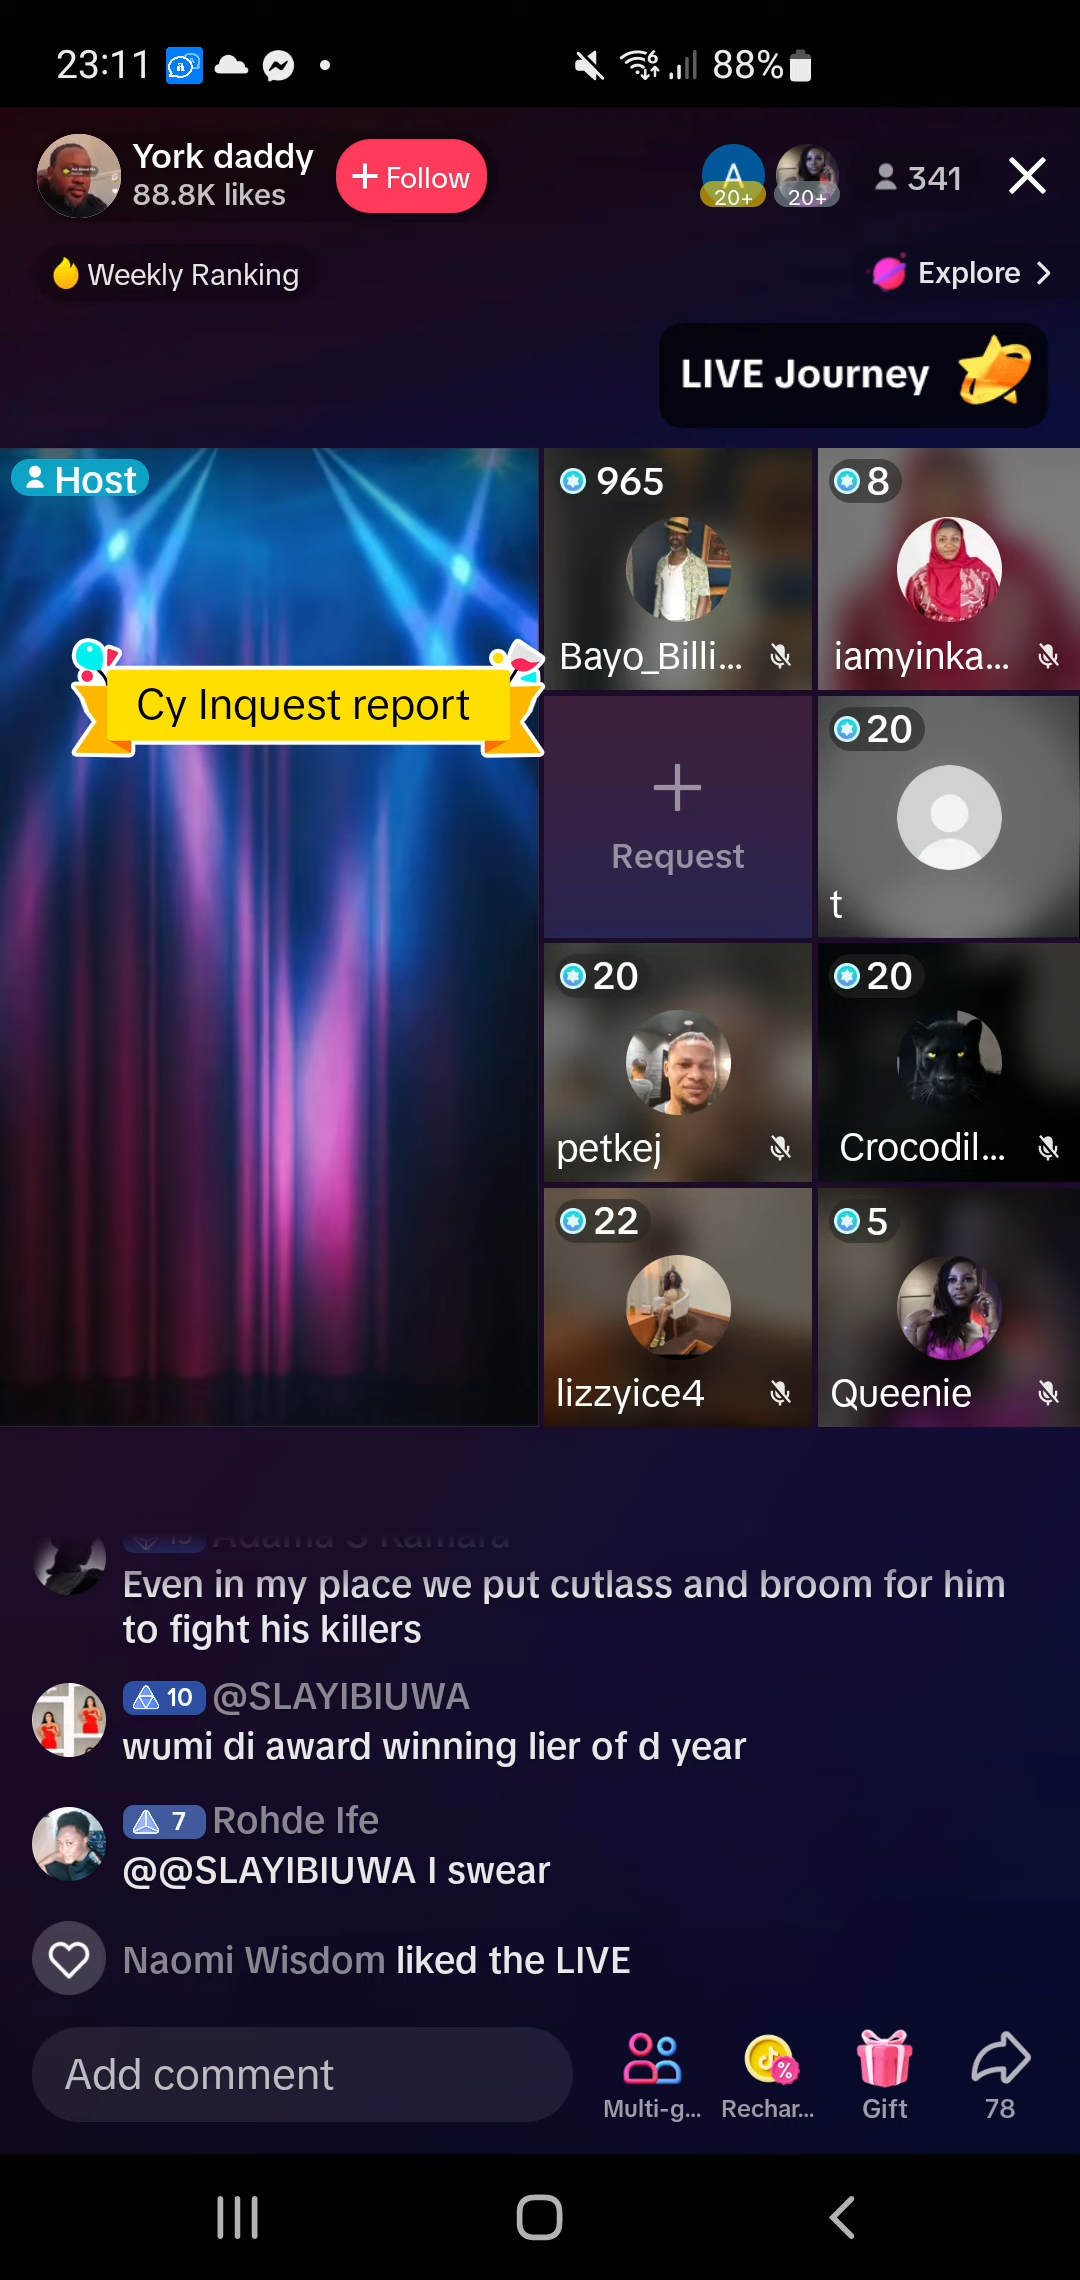 23:11
88%
York daddy
88.8K likes
+ Follow
A
20+
20+
341
Weekly Ranking
Explore
LIVE Journey
Host
Cy Inquest report
965
Bayo_Billi...
8
iamyinka...
Request
20
t
20
petkej
20
Crocodil...
22
lizzyice4
5
Queenie
Adama S Kamara
Even in my place we put cutlass and broom for him
to fight his killers
10 @SLAYIBIUWA
wumi di award winning lier of d year
7 Rohde Ife
@@SLAYIBIUWA I swear
Naomi Wisdom liked the LIVE
Add comment
Multi-g...
Rechar...
Gift
78